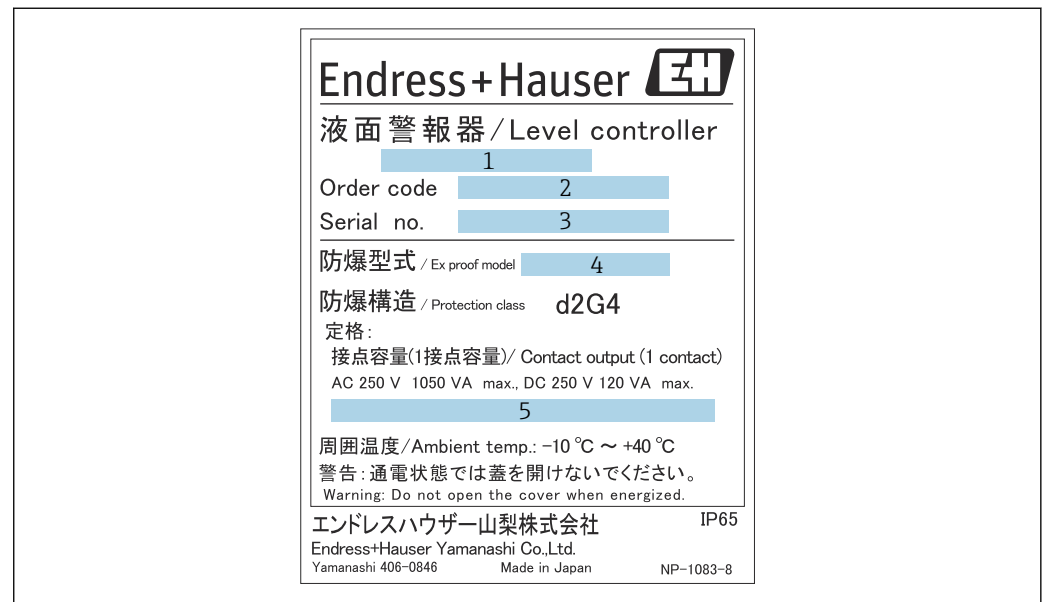 Endress+Hauser EH
液面警報器/Level controller
1
Order code 2
Serial no. 3
防爆型式 / Ex proof model 4
防爆構造 / Protection class d2G4
定格:
接点容量(1接点容量)/ Contact output (1 contact)
AC 250 V 1050 VA max., DC 250 V 120 VA max.
5
周囲温度/Ambient temp.: -10 ℃ ～ +40 ℃
警告:通電状態では蓋を開けないでください。
Warning: Do not open the cover when energized.
エンドレスハウザー山梨株式会社 IP65
Endress+Hauser Yamanashi Co.,Ltd.
Yamanashi 406-0846 Made in Japan NP-1083-8